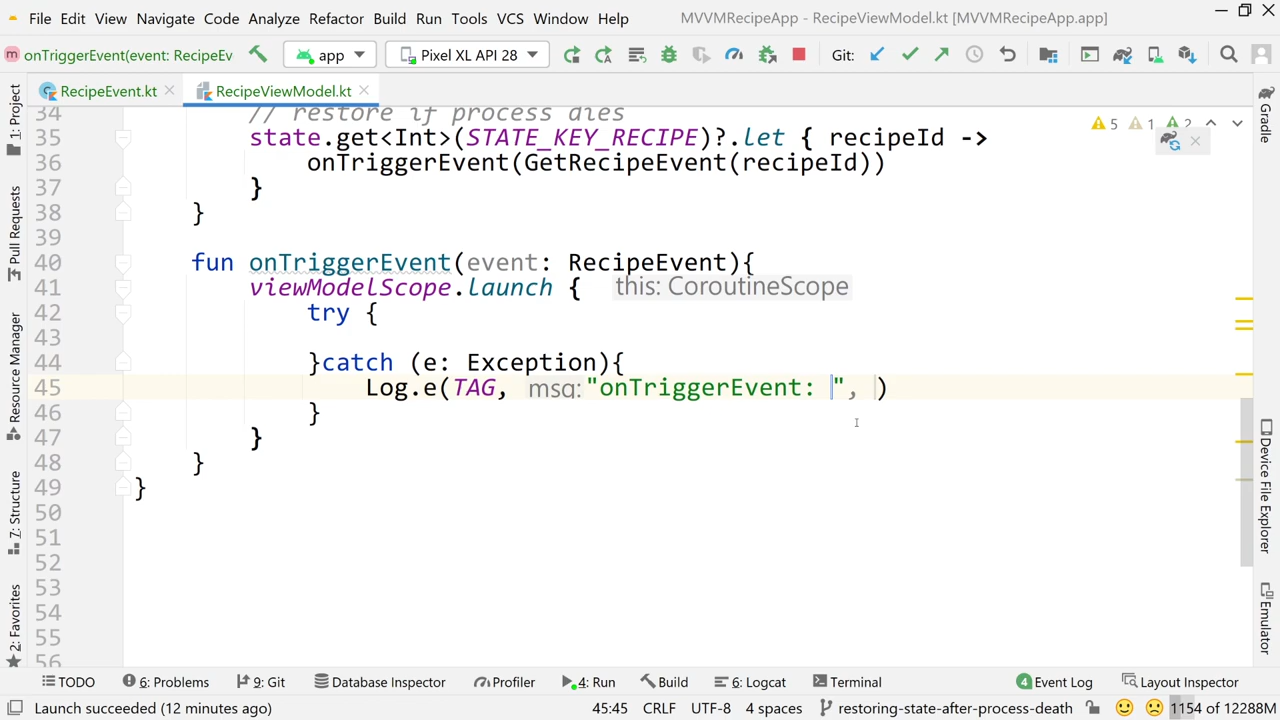 File Edit View Navigate Code Analyze Refactor Build Run Tools VCS Window Help MVVMRecipeApp - RecipeViewModel.kt [MVVMRecipeApp.app]
onTriggerEvent(event: RecipeEv app Pixel XL API 28 Git:
RecipeEvent.kt RecipeViewModel.kt
34 // restore if process dies
35 state.get<Int>(STATE_KEY_RECIPE)?.let { recipeId ->
36 onTriggerEvent(GetRecipeEvent(recipeId))
37 }
38 }
39
40 fun onTriggerEvent(event: RecipeEvent){
41 viewModelScope.launch { this: CoroutineScope
42 try {
43
44 }catch (e: Exception){
45 Log.e(TAG, msg: "onTriggerEvent: ", )
46 }
47 }
48 }
49 }
50
51
52
53
54
55
56
5 1 2
1: Project
Pull Requests
Resource Manager
7: Structure
2: Favorites
Gradle
Device File Explorer
Emulator
TODO 6: Problems 9: Git Database Inspector Profiler 4: Run Build 6: Logcat Terminal 4 Event Log Layout Inspector
Launch succeeded (12 minutes ago) 45:45 CRLF UTF-8 4 spaces restoring-state-after-process-death 1154 of 12288M